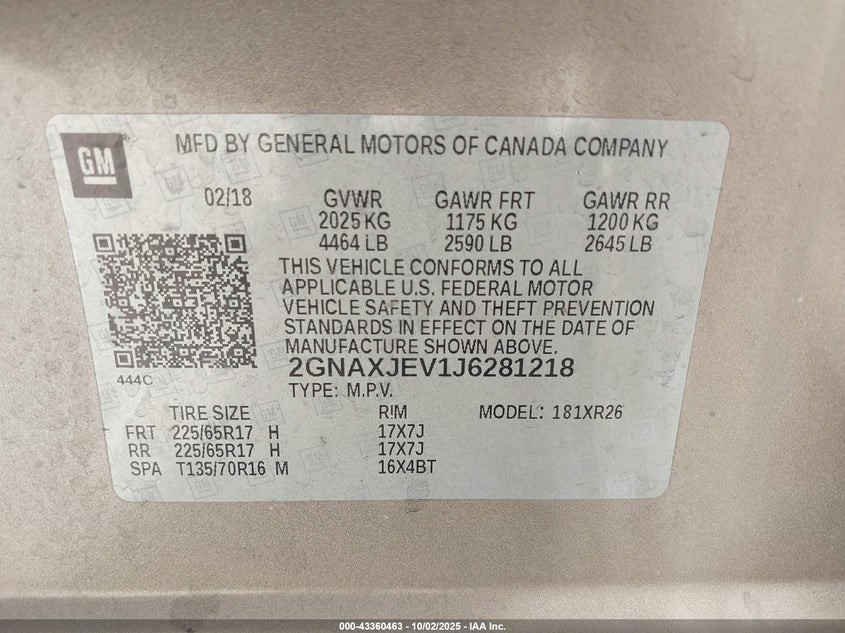 GM
MFD BY GENERAL MOTORS OF CANADA COMPANY
02/18 GVWR GAWR FRT GAWR RR
2025 KG 1175 KG 1200 KG
4464 LB 2590 LB 2645 LB
THIS VEHICLE CONFORMS TO ALL
APPLICABLE U.S. FEDERAL MOTOR
VEHICLE SAFETY AND THEFT PREVENTION
STANDARDS IN EFFECT ON THE DATE OF
MANUFACTURE SHOWN ABOVE.
444C 2GNAXJEV1J6281218
TYPE: M.P.V.
TIRE SIZE RIM MODEL: 181XR26
FRT 225/65R17 H 17X7J
RR 225/65R17 H 17X7J
SPA T135/70R16 M 16X4BT
000-43360463 - 10/02/2025 - IAA Inc.